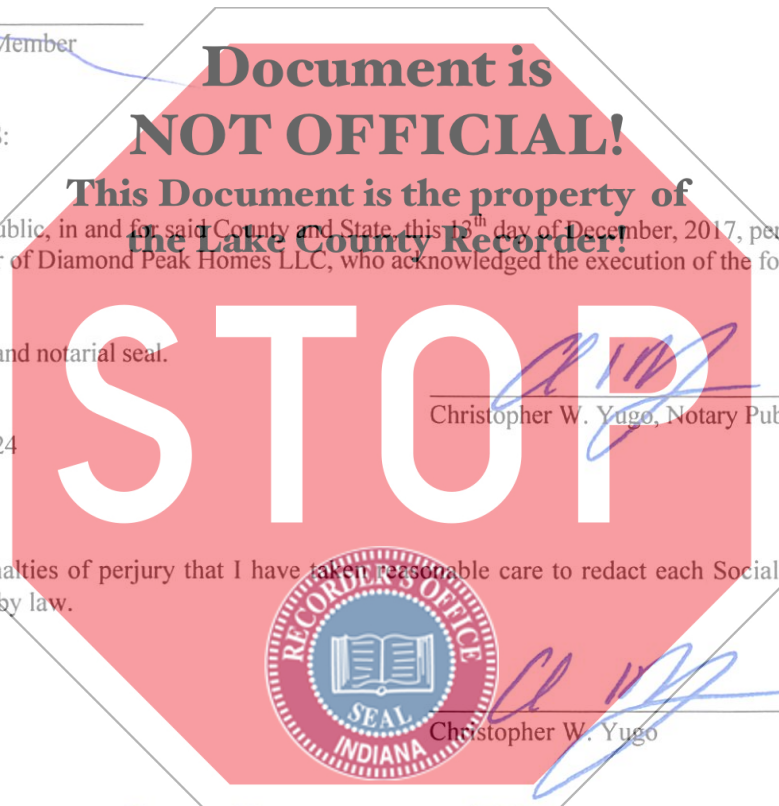 Member
Document is
NOT OFFICIAL!
:
This Document is the property of
the Lake County Recorder!
ublic, in and for said County and State, this 13th day of December, 2017, per
r of Diamond Peak Homes LLC, who acknowledged the execution of the fo
STOP
and notarial seal.
Christopher W. Yugo, Notary Pub
24
nalties of perjury that I have taken reasonable care to redact each Social
by law.
RECORDER'S OFFICE
SEAL
INDIANA
Christopher W. Yugo